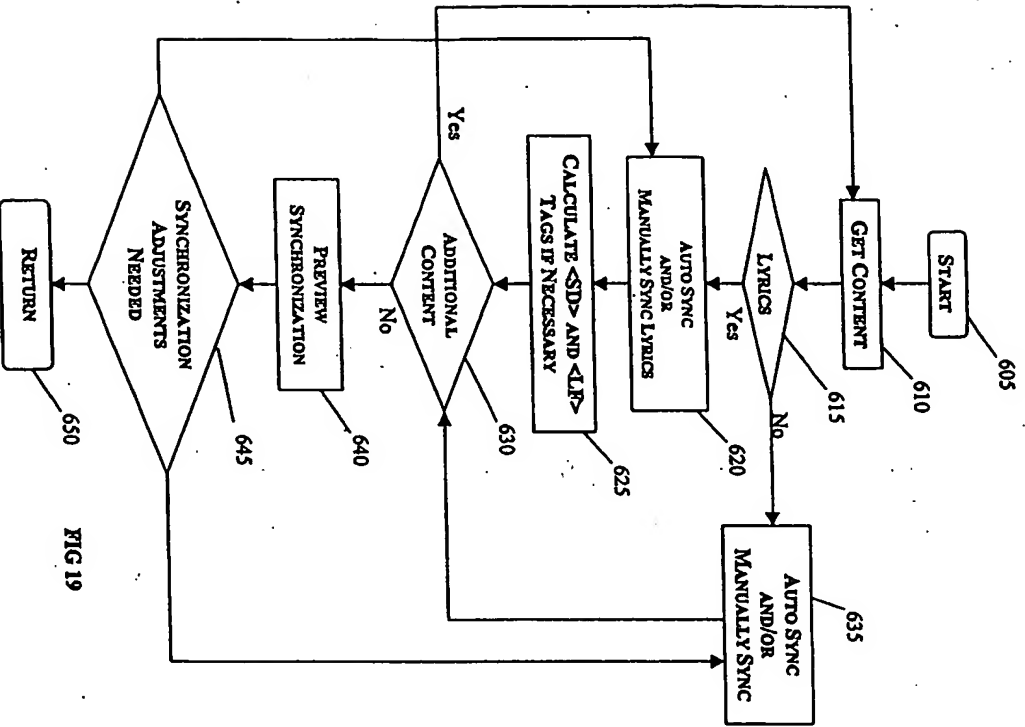 START
605
GET CONTENT
610
LYRICS
615
Yes
No
AUTO SYNC
AND/OR
MANUALLY SYNC LYRICS
620
CALCULATE <SD> AND <LF>
TAGS IF NECESSARY
625
AUTO SYNC
AND/OR
MANUALLY SYNC
635
ADDITIONAL
CONTENT
630
Yes
No
PREVIEW
SYNCHRONIZATION
640
SYNCHRONIZATION
ADJUSTMENTS
NEEDED
645
RETURN
650
FIG 19